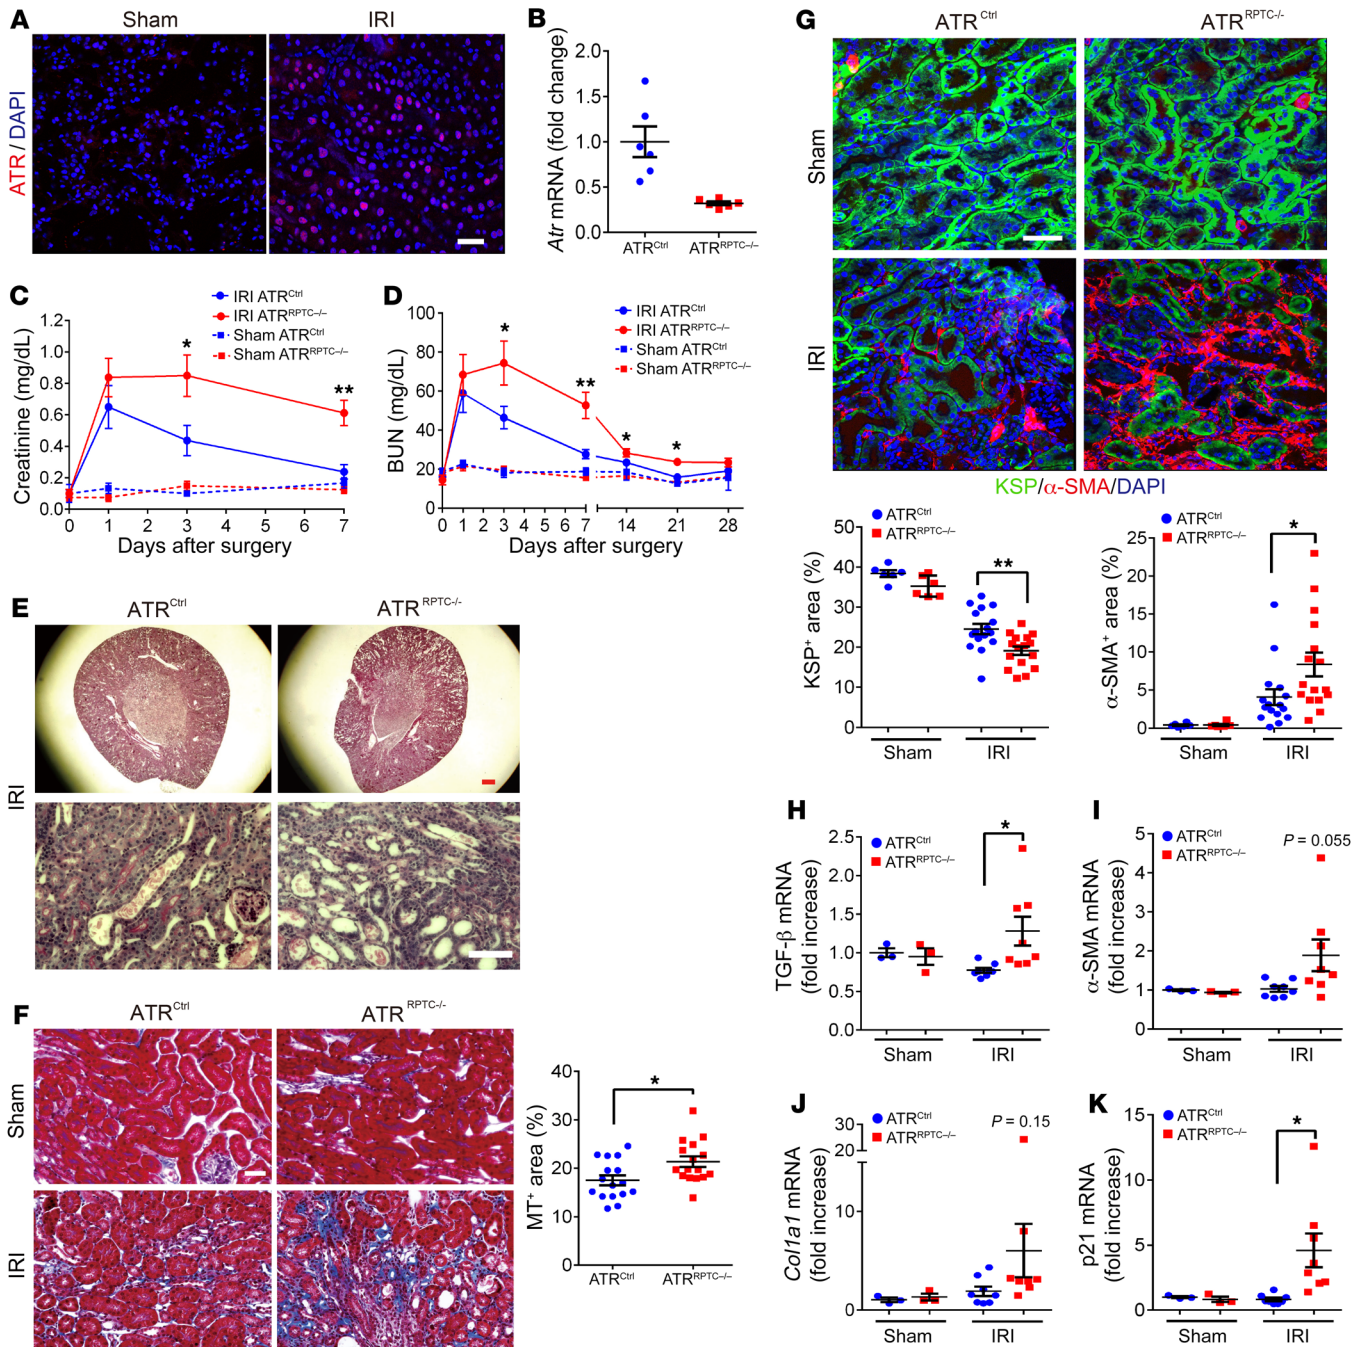 A
Sham
IRI
ATR / DAPI
B
Atr mRNA (fold change)
2.0
1.5
1.0
0.5
0.0
ATRCtrl
ATRRPTC–/–
C
IRI ATRCtrl
IRI ATRRPTC–/–
Sham ATRCtrl
Sham ATRRPTC–/–
Creatinine (mg/dL)
1.2
1.0
0.8
0.6
0.4
0.2
0
*
**
0 1 2 3 4 5 6 7
Days after surgery
D
IRI ATRCtrl
IRI ATRRPTC–/–
Sham ATRCtrl
Sham ATRRPTC–/–
BUN (mg/dL)
100
80
60
40
20
0
*
**
*
*
0 1 2 3 4 5 6 7 14 21 28
Days after surgery
E
ATRCtrl
ATRRPTC-/-
IRI
F
ATRCtrl
ATRRPTC-/-
Sham
IRI
MT+ area (%)
40
30
20
10
0
*
ATRCtrl
ATRRPTC–/–
G
ATRCtrl
ATRRPTC-/-
Sham
IRI
KSP/α-SMA/DAPI
ATRCtrl
ATRRPTC–/–
KSP+ area (%)
50
40
30
20
10
0
**
Sham
IRI
ATRCtrl
ATRRPTC–/–
α-SMA+ area (%)
25
20
15
10
5
0
*
Sham
IRI
H
ATRCtrl
ATRRPTC–/–
TGF-β mRNA
(fold increase)
2.5
2.0
1.5
1.0
0.5
0.0
*
Sham
IRI
I
ATRCtrl
ATRRPTC–/–
P = 0.055
α-SMA mRNA
(fold increase)
5
4
3
2
1
0
Sham
IRI
J
ATRCtrl
ATRRPTC–/–
P = 0.15
Col1a1 mRNA
(fold increase)
30
20
10
0
Sham
IRI
K
ATRCtrl
ATRRPTC–/–
p21 mRNA
(fold increase)
15
10
5
0
*
Sham
IRI